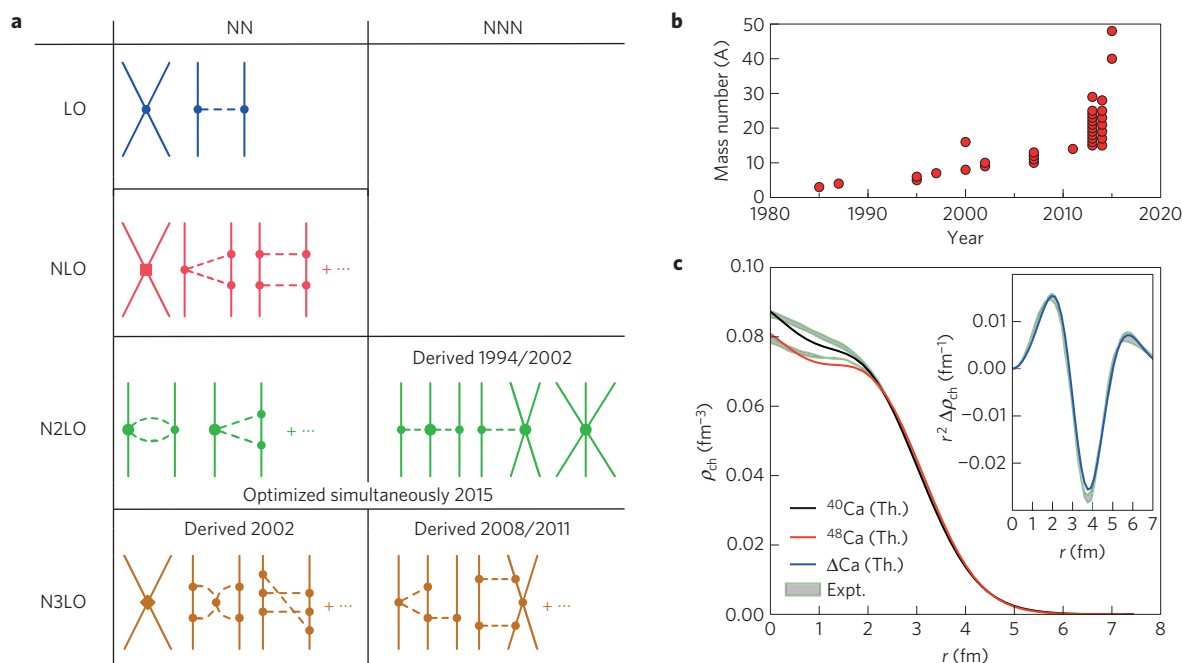 a
NN
NNN
LO
NLO
+ ···
Derived 1994/2002
N2LO
+ ···
Optimized simultaneously 2015
Derived 2002
Derived 2008/2011
N3LO
+ ···
+ ···
b
Mass number (A)
50
40
30
20
10
0
1980
1990
2000
2010
2020
Year
c
ρch (fm−3)
0.10
0.08
0.06
0.04
0.02
0.00
0
1
2
3
4
5
6
7
8
r (fm)
40Ca (Th.)
48Ca (Th.)
ΔCa (Th.)
Expt.
r2 Δρch (fm−1)
0.01
0.00
−0.01
−0.02
0
1
2
3
4
5
6
7
r (fm)